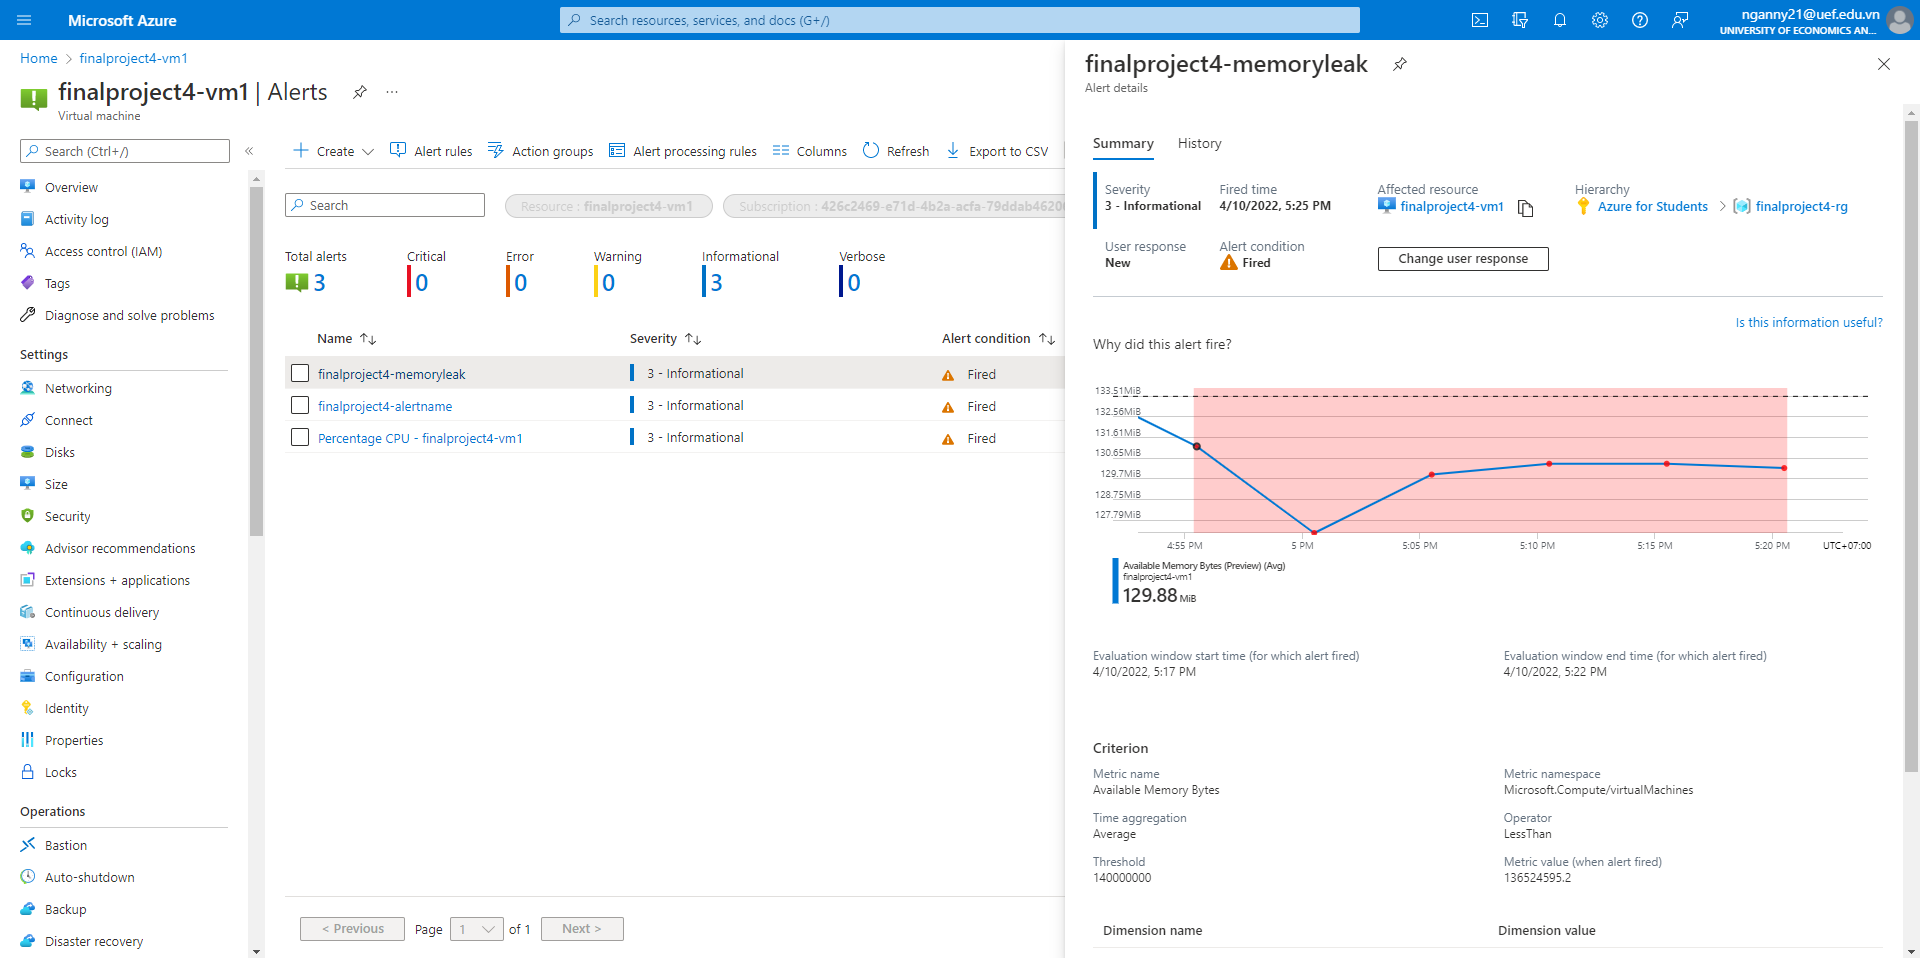 Microsoft Azure
Search resources, services, and docs (G+/)
nganny21@uef.edu.vn
UNIVERSITY OF ECONOMICS AN...
Home > finalproject4-vm1
finalproject4-vm1 | Alerts ...
Virtual machine
Search (Ctrl+/)
«
Overview
Activity log
Access control (IAM)
Tags
Diagnose and solve problems
Settings
Networking
Connect
Disks
Size
Security
Advisor recommendations
Extensions + applications
Continuous delivery
Availability + scaling
Configuration
Identity
Properties
Locks
Operations
Bastion
Auto-shutdown
Backup
Disaster recovery
Create Alert rules Action groups Alert processing rules Columns Refresh Export to CSV
Search
Resource : finalproject4-vm1
Subscription : 426c2469-e71d-4b2a-acfa-79ddab4620
Total alerts Critical Error Warning Informational Verbose
3 0 0 0 3 0
Name ↑↓ Severity ↑↓ Alert condition ↑↓
finalproject4-memoryleak 3 - Informational Fired
finalproject4-alertname 3 - Informational Fired
Percentage CPU - finalproject4-vm1 3 - Informational Fired
< Previous Page 1 of 1 Next >
finalproject4-memoryleak
Alert details
Summary History
Severity Fired time Affected resource Hierarchy
3 - Informational 4/10/2022, 5:25 PM finalproject4-vm1 Azure for Students > finalproject4-rg
User response Alert condition
New Fired
Change user response
Is this information useful?
Why did this alert fire?
133.51MiB
132.56MiB
131.61MiB
130.65MiB
129.7MiB
128.75MiB
127.79MiB
4:55 PM 5 PM 5:05 PM 5:10 PM 5:15 PM 5:20 PM UTC+07:00
Available Memory Bytes (Preview) (Avg)
finalproject4-vm1
129.88 MiB
Evaluation window start time (for which alert fired) Evaluation window end time (for which alert fired)
4/10/2022, 5:17 PM 4/10/2022, 5:22 PM
Criterion
Metric name Metric namespace
Available Memory Bytes Microsoft.Compute/virtualMachines
Time aggregation Operator
Average LessThan
Threshold Metric value (when alert fired)
140000000 136524595.2
Dimension name Dimension value